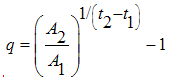 q = (A₂/A₁)^{1/(t₂−t₁)} − 1